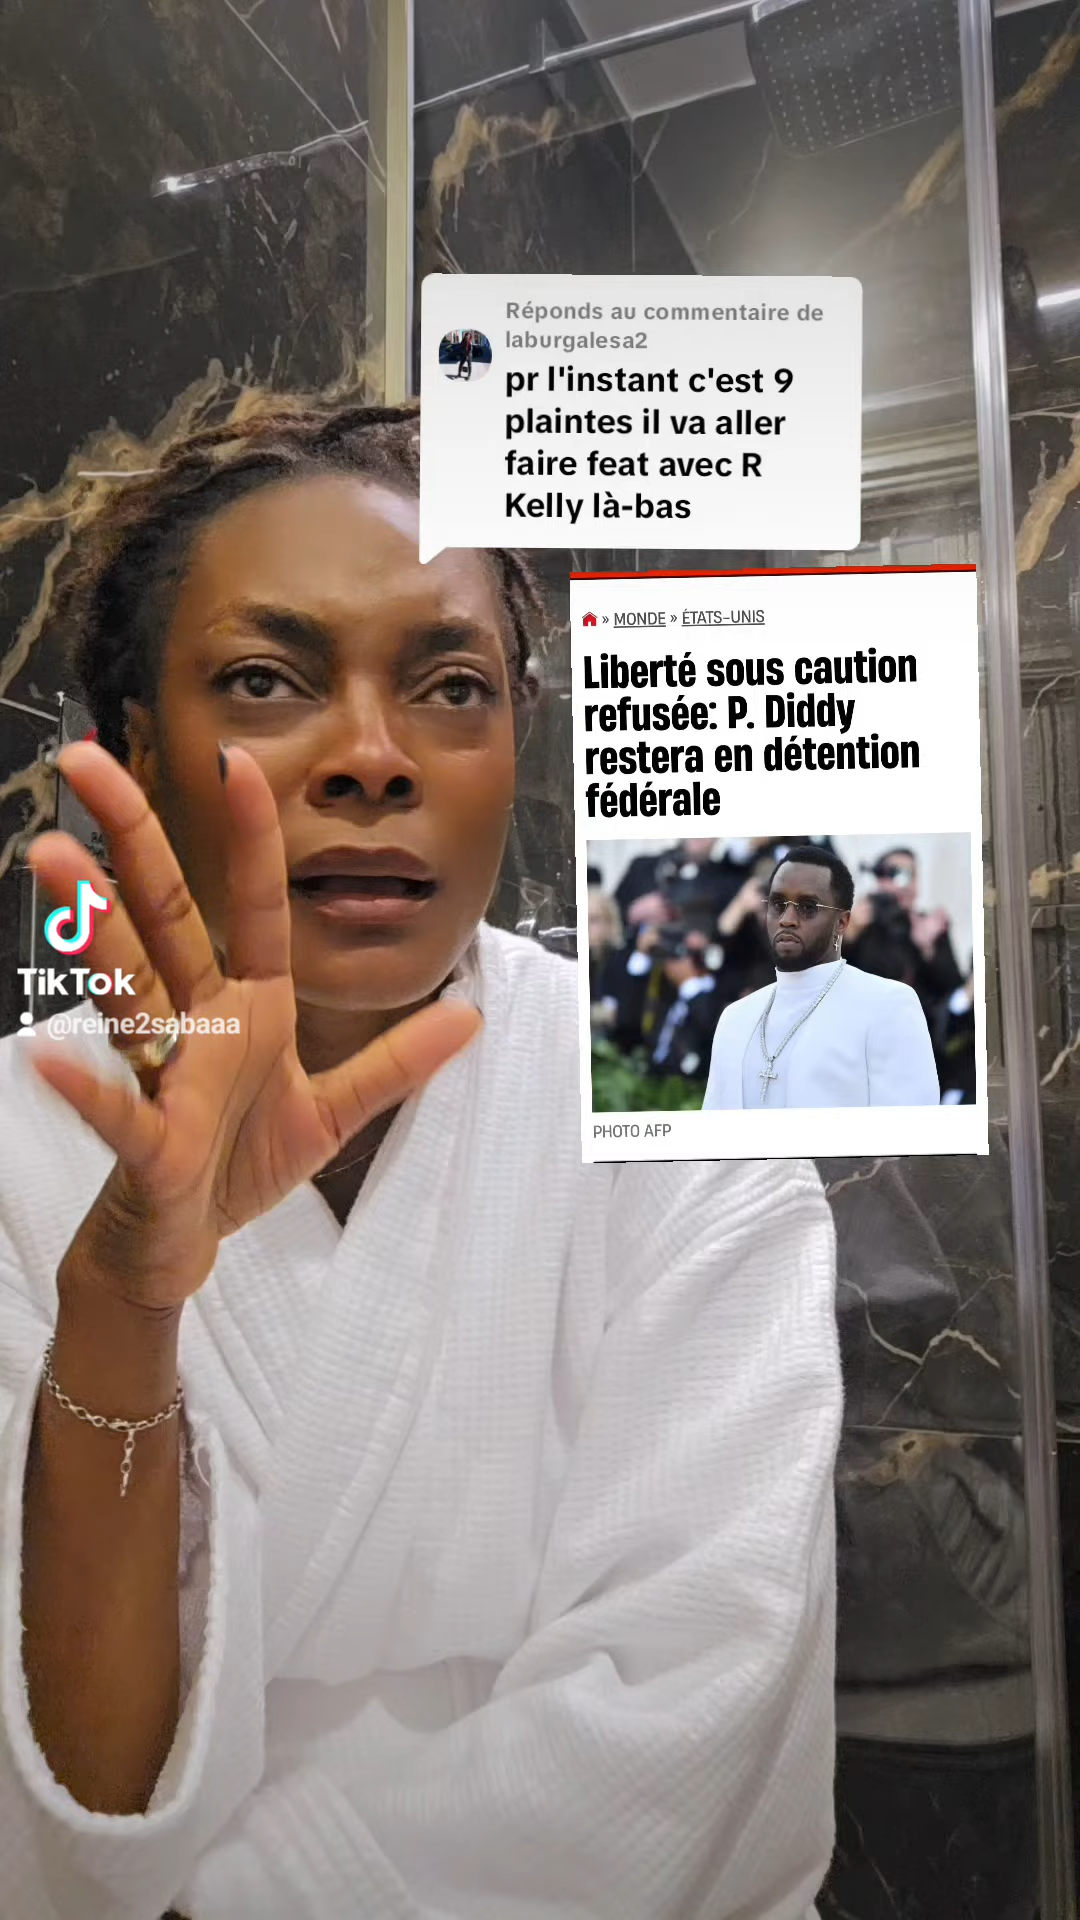 Réponds au commentaire de
laburgalesa2
pr l'instant c'est 9
plaintes il va aller
faire feat avec R
Kelly là-bas
» MONDE » ÉTATS-UNIS
Liberté sous caution
refusée: P. Diddy
restera en détention
fédérale
PHOTO AFP
TikTok
@reine2sabaaa